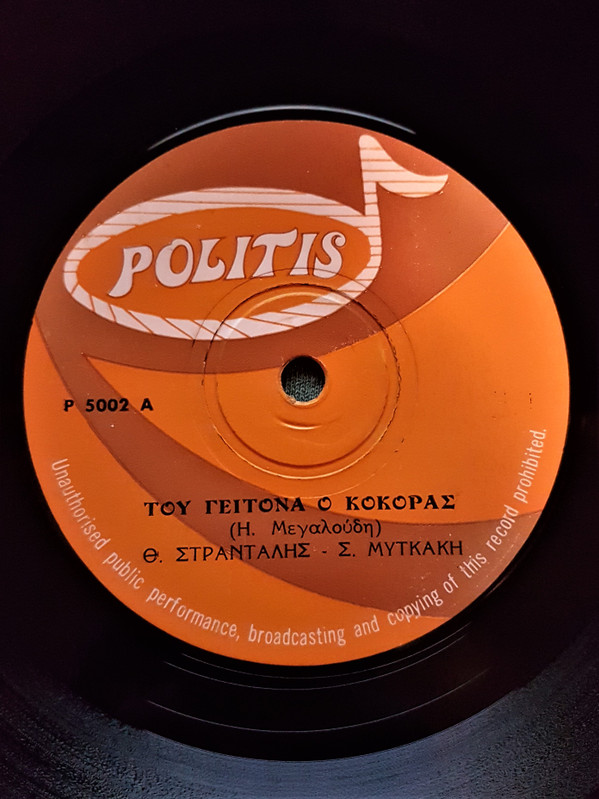 POLITIS
P 5002 A
ΤΟΥ ΓΕΙΤΟΝΑ Ο ΚΟΚΟΡΑΣ
(Η. Μεγαλούδη)
Θ. ΣΤΡΑΝΤΑΛΗΣ - Σ. ΜΥΤΚΑΚΗ
Unauthorised public performance, broadcasting and copying of this record prohibited.